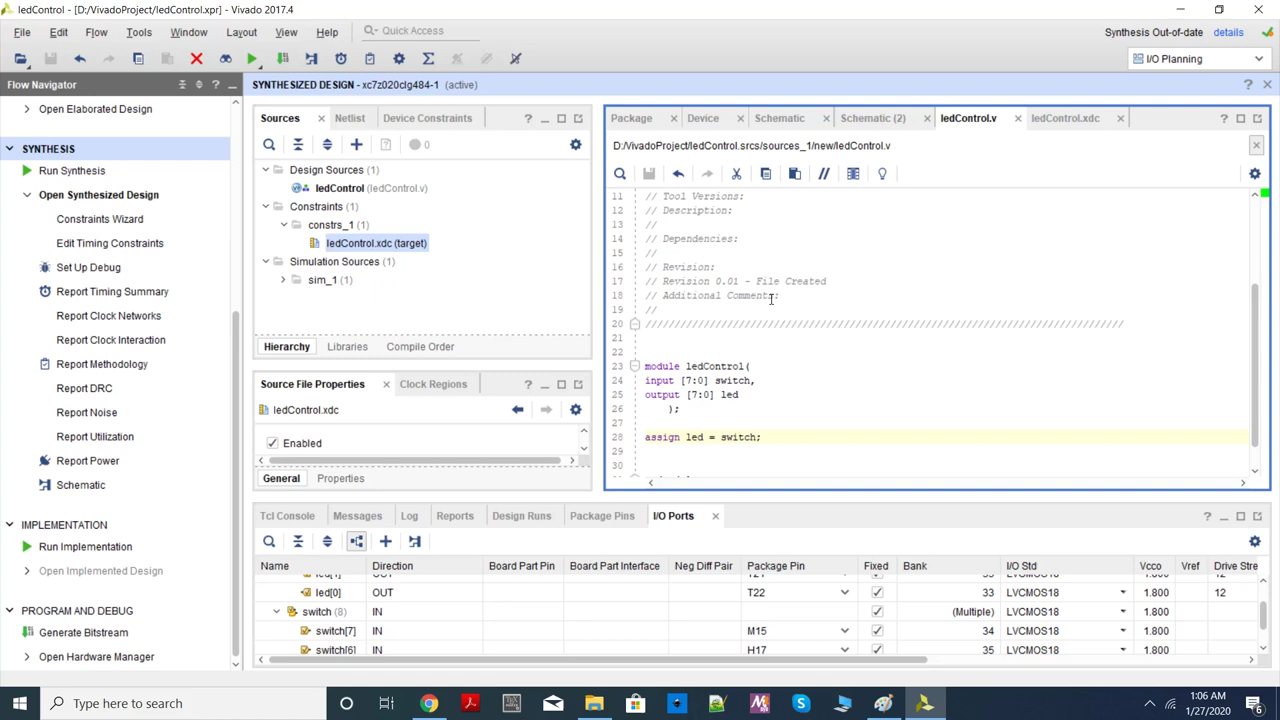 ledControl - [D:/VivadoProject/ledControl.xpr] - Vivado 2017.4
File Edit Flow Tools Window Layout View Help Quick Access
Synthesis Out-of-date details
I/O Planning
Flow Navigator
SYNTHESIZED DESIGN - xc7z020clg484-1 (active)
Open Elaborated Design
SYNTHESIS
Run Synthesis
Open Synthesized Design
Constraints Wizard
Edit Timing Constraints
Set Up Debug
Report Timing Summary
Report Clock Networks
Report Clock Interaction
Report Methodology
Report DRC
Report Noise
Report Utilization
Report Power
Schematic
IMPLEMENTATION
Run Implementation
Open Implemented Design
PROGRAM AND DEBUG
Generate Bitstream
Open Hardware Manager
Sources Netlist Device Constraints
0
Design Sources (1)
ledControl (ledControl.v)
Constraints (1)
constrs_1 (1)
ledControl.xdc (target)
Simulation Sources (1)
sim_1 (1)
Hierarchy Libraries Compile Order
Source File Properties Clock Regions
ledControl.xdc
Enabled
General Properties
Package Device Schematic Schematic (2) ledControl.v ledControl.xdc
D:/VivadoProject/ledControl.srcs/sources_1/new/ledControl.v
11 // Tool Versions:
12 // Description:
13 //
14 // Dependencies:
15 //
16 // Revision:
17 // Revision 0.01 - File Created
18 // Additional Comments:
19 //
20 //////////////////////////////////////////////////////////////////////////////////
21
22
23 module ledControl(
24 input [7:0] switch,
25 output [7:0] led
26 );
27
28 assign led = switch;
29
30
Tcl Console Messages Log Reports Design Runs Package Pins I/O Ports
Name Direction Board Part Pin Board Part Interface Neg Diff Pair Package Pin Fixed Bank I/O Std Vcco Vref Drive Stre
led[1] OUT T21 33 LVCMOS18 1.800 12
led[0] OUT T22 33 LVCMOS18 1.800 12
switch (8) IN (Multiple) LVCMOS18 1.800
switch[7] IN M15 34 LVCMOS18 1.800
switch[6] IN H17 35 LVCMOS18 1.800
Type here to search
1:06 AM
1/27/2020
6